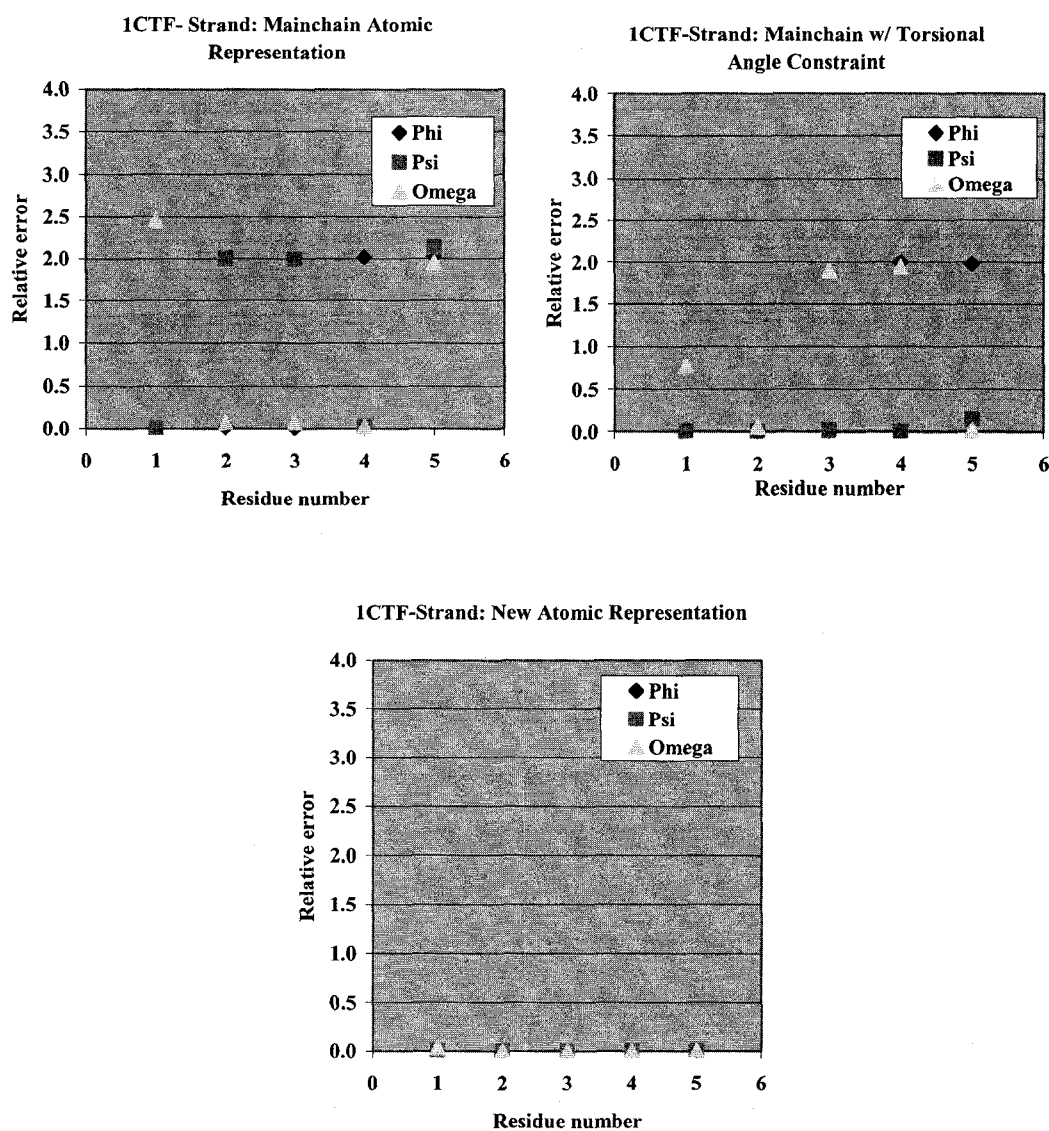 1CTF- Strand: Mainchain Atomic
Representation
4.0
3.5
3.0
2.5
2.0
1.5
1.0
0.5
0.0
Relative error
Phi
Psi
Omega
0 1 2 3 4 5 6
Residue number
1CTF-Strand: Mainchain w/ Torsional
Angle Constraint
4.0
3.5
3.0
2.5
2.0
1.5
1.0
0.5
0.0
Relative error
Phi
Psi
Omega
0 1 2 3 4 5 6
Residue number
1CTF-Strand: New Atomic Representation
4.0
3.5
3.0
2.5
2.0
1.5
1.0
0.5
0.0
Relative error
Phi
Psi
Omega
0 1 2 3 4 5 6
Residue number